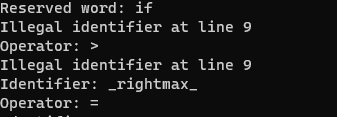 Reserved word: if
Illegal identifier at line 9
Operator: >
Illegal identifier at line 9
Identifier: _rightmax_
Operator: =